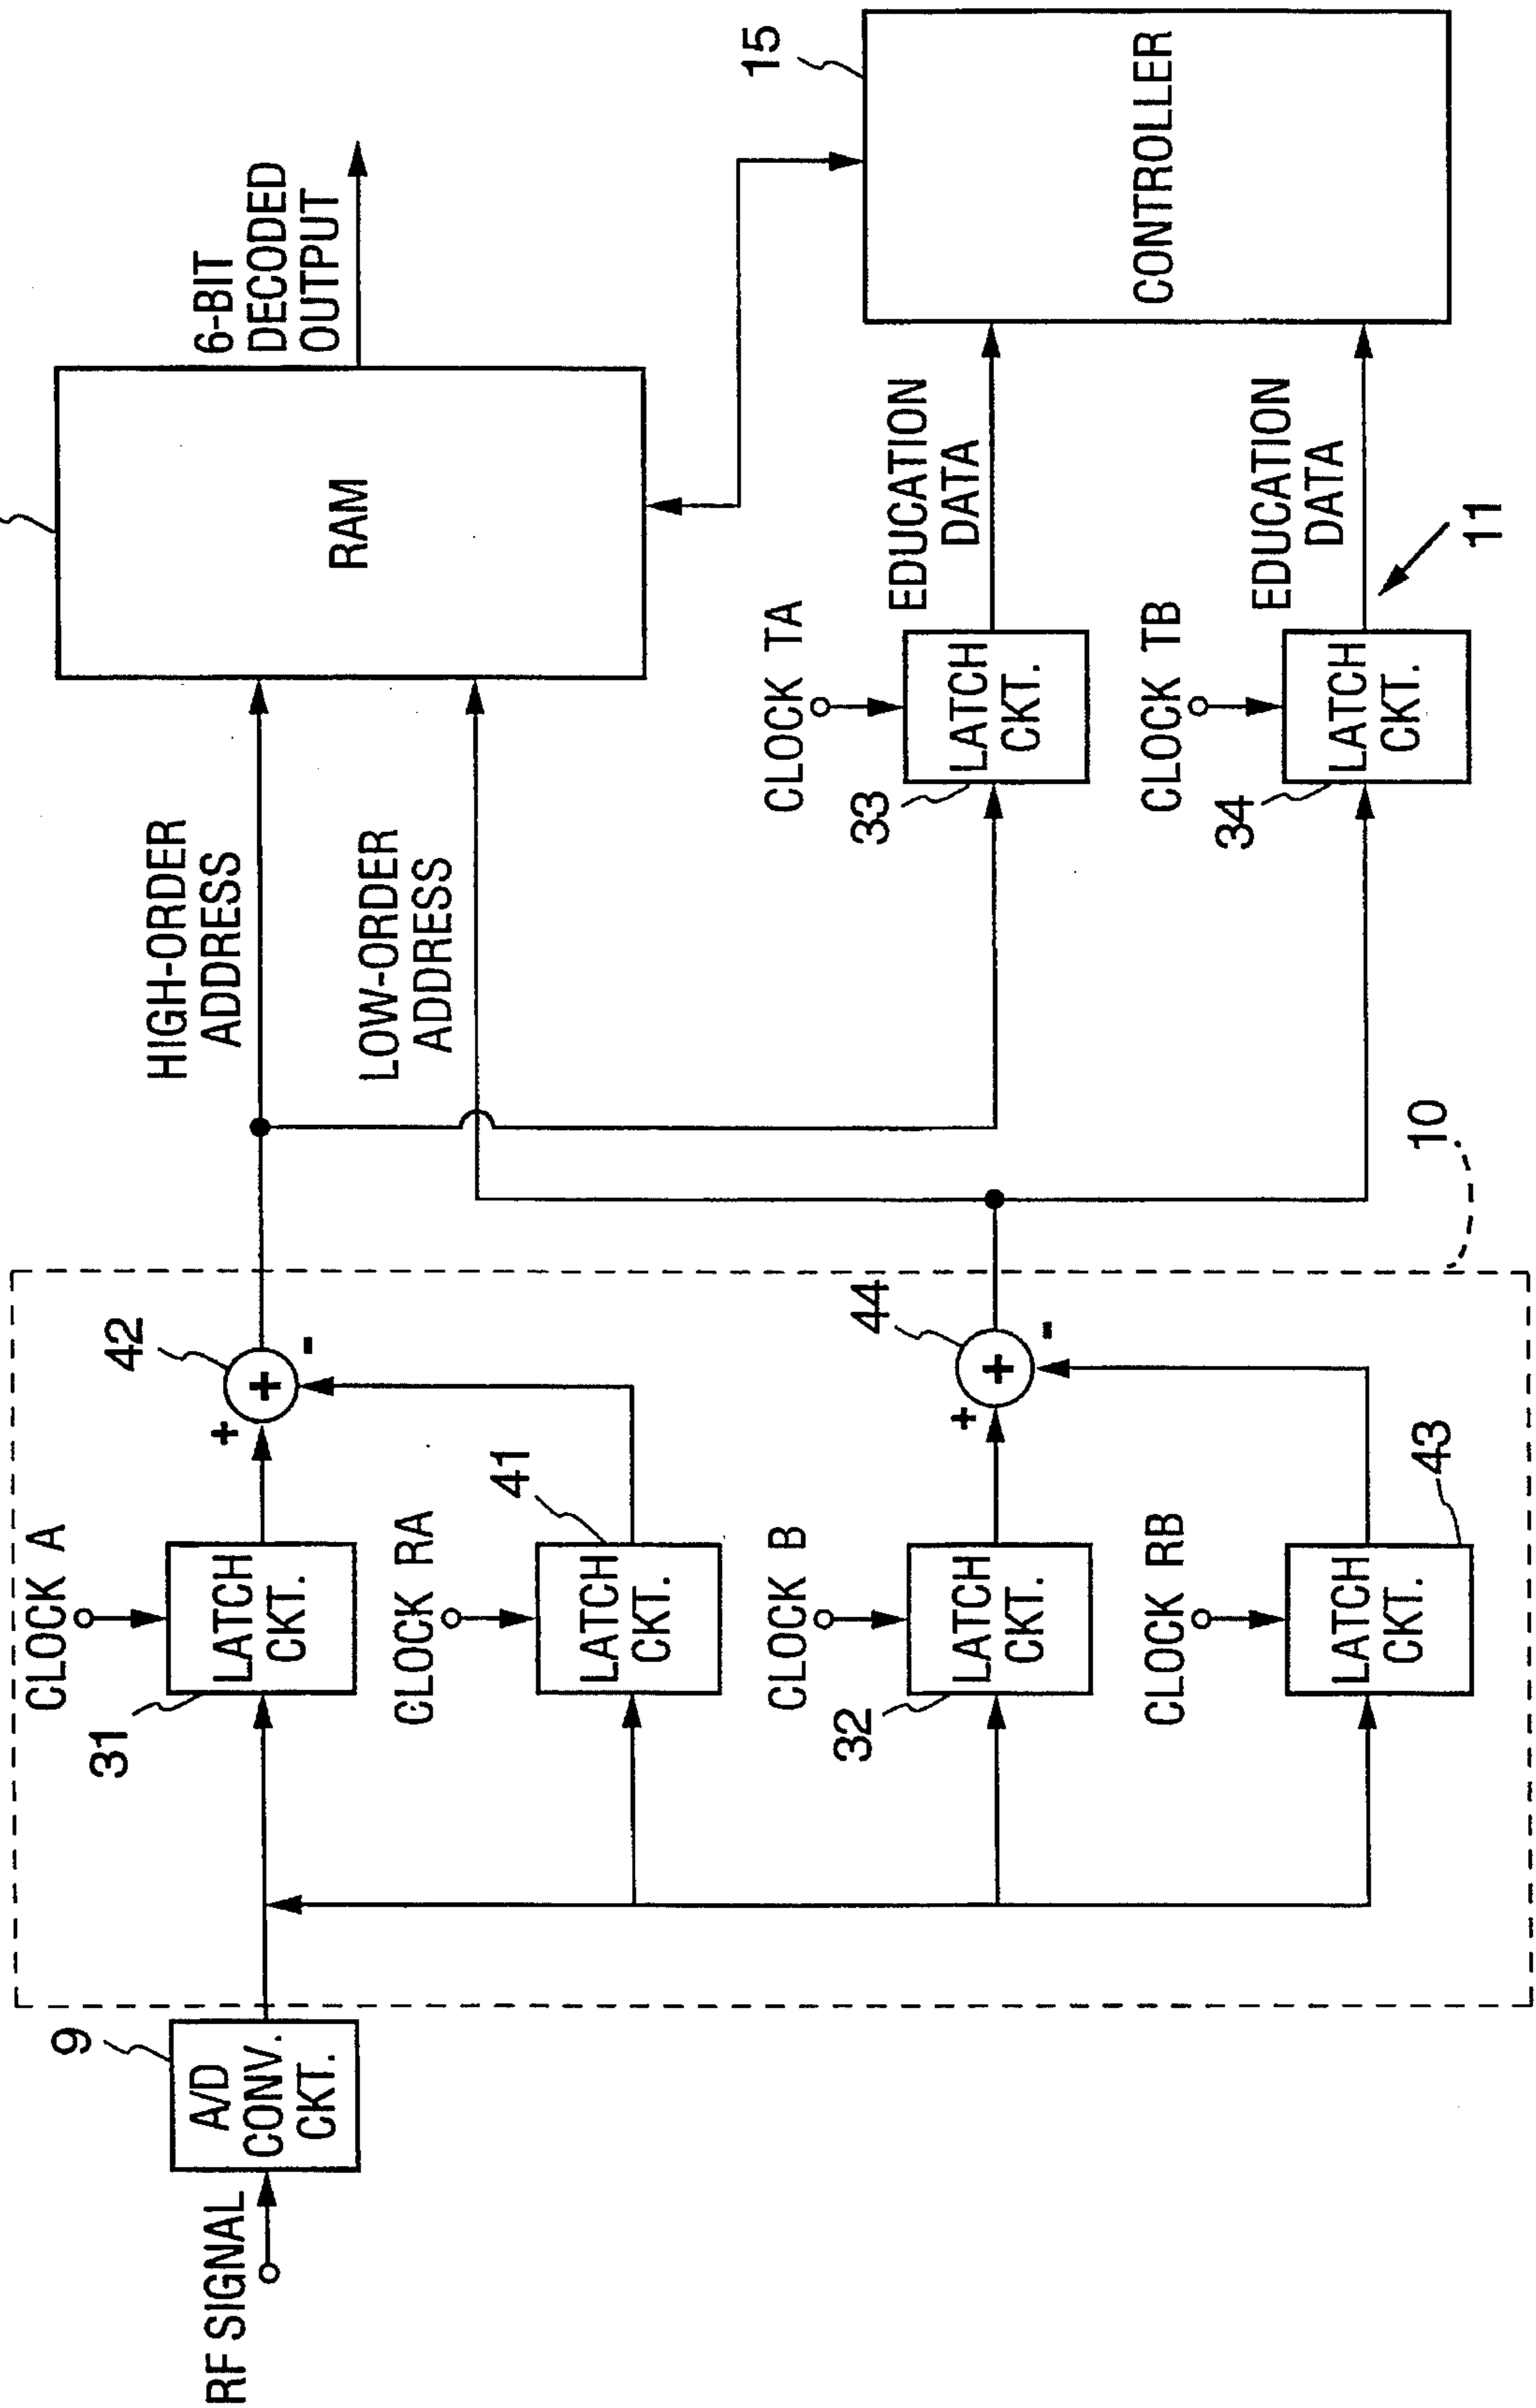 RF SIGNAL
9
A/D
CONV.
CKT.
CLOCK A
31
LATCH
CKT.
42
+
+
-
CLOCK RA
41
LATCH
CKT.
CLOCK B
32
LATCH
CKT.
44
+
+
-
CLOCK RB
43
LATCH
CKT.
10
HIGH-ORDER
ADDRESS
LOW-ORDER
ADDRESS
RAM
6-BIT
DECODED
OUTPUT
CLOCK TA
33
LATCH
CKT.
EDUCATION
DATA
CLOCK TB
34
LATCH
CKT.
EDUCATION
DATA
11
15
CONTROLLER